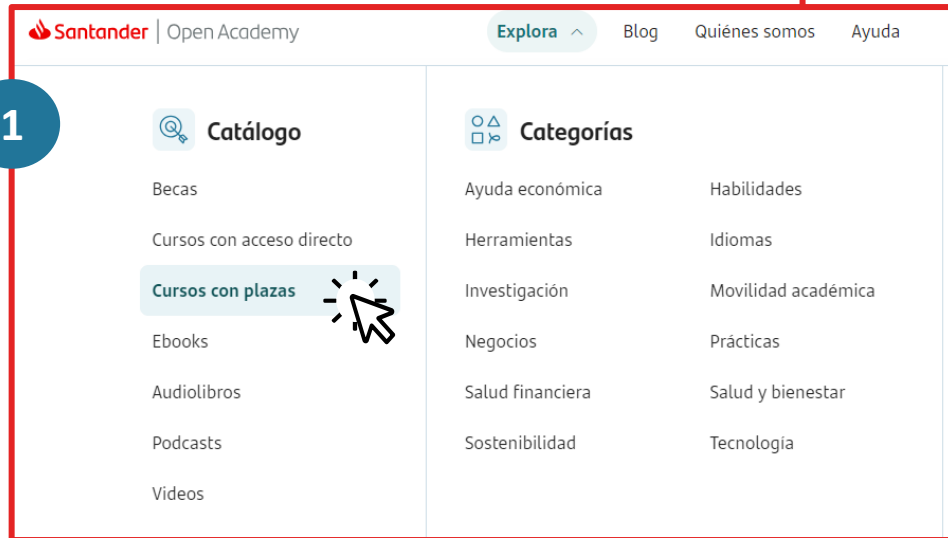 Santander | Open Academy
Explora
Blog
Quiénes somos
Ayuda
1
Catálogo
Becas
Cursos con acceso directo
Cursos con plazas
Ebooks
Audiolibros
Podcasts
Videos
Categorías
Ayuda económica
Herramientas
Investigación
Negocios
Salud financiera
Sostenibilidad
Habilidades
Idiomas
Movilidad académica
Prácticas
Salud y bienestar
Tecnología